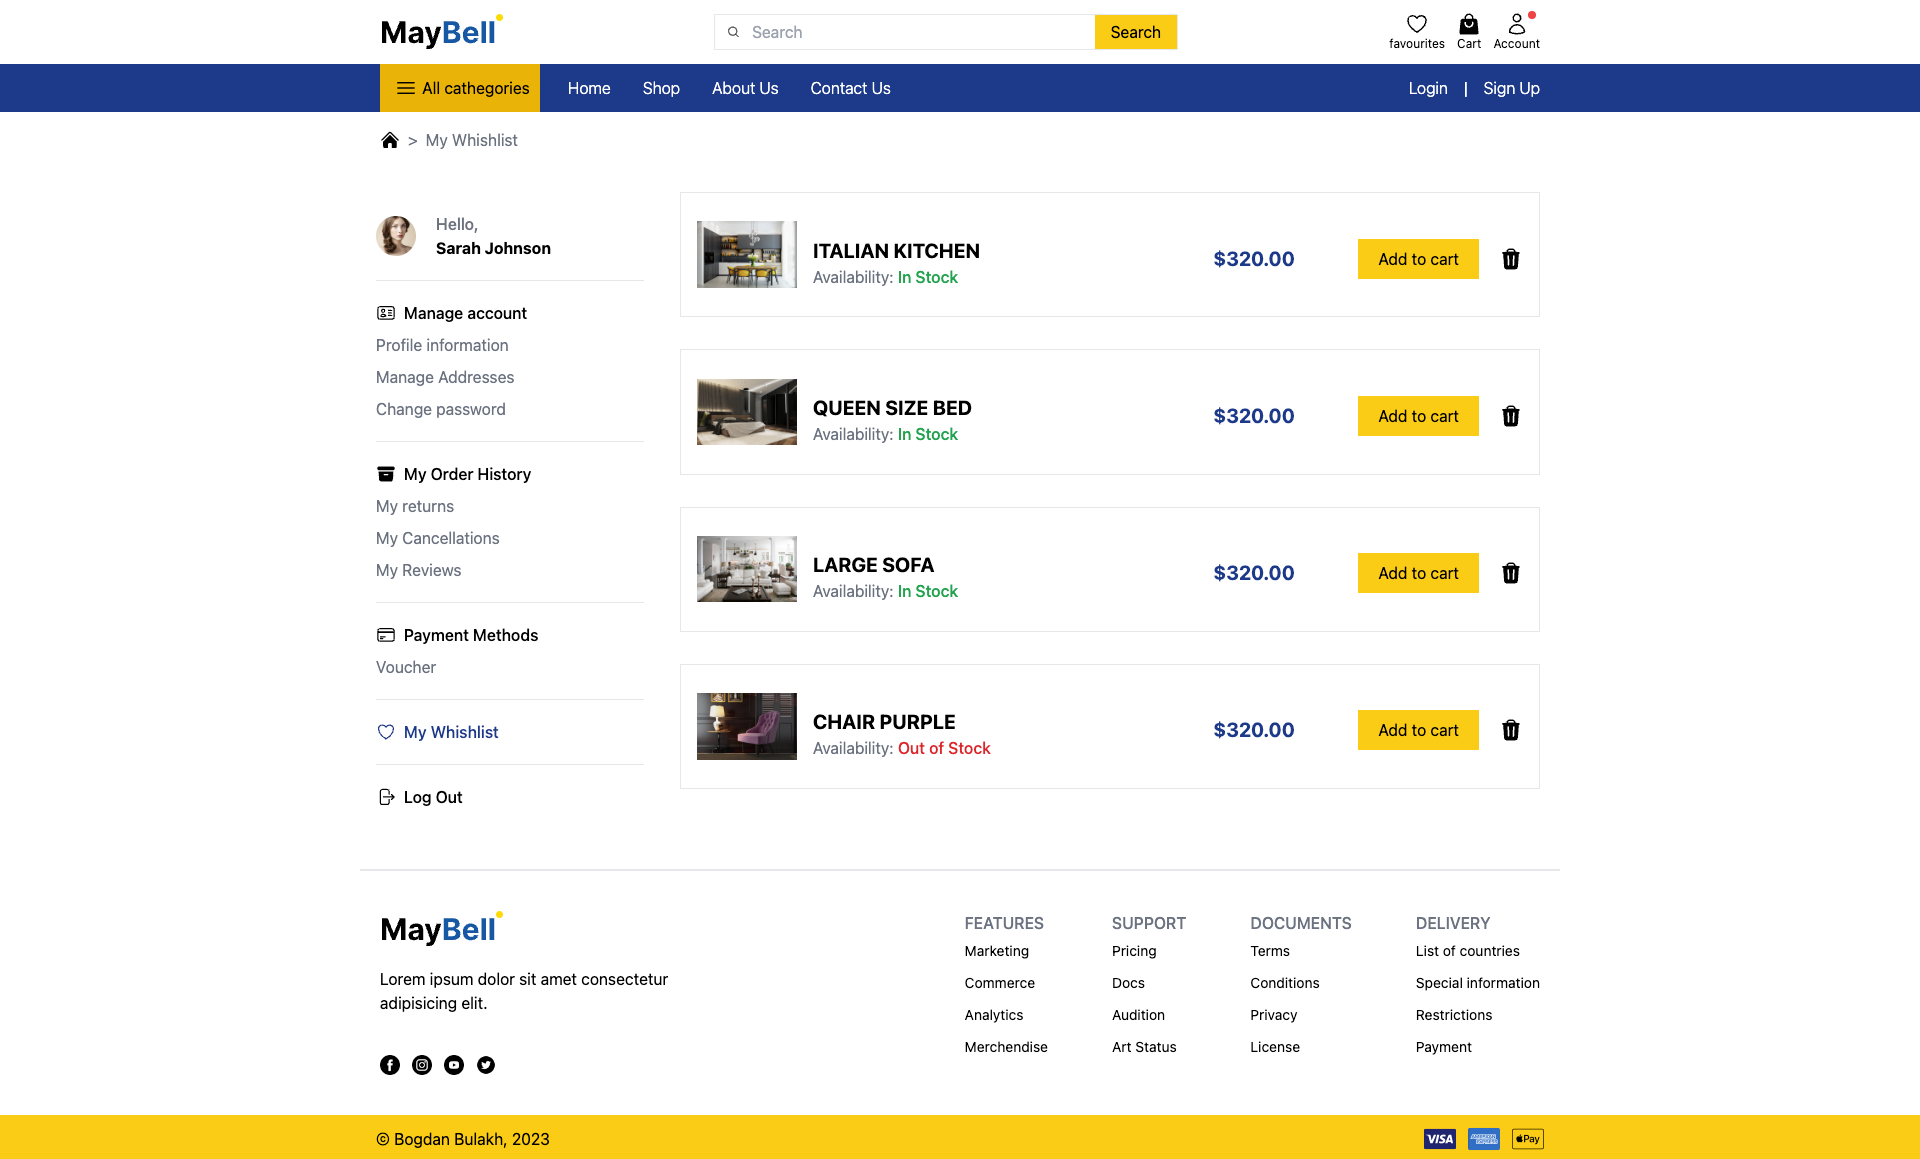 MayBell
Search
Search
favourites
Cart
Account
All cathegories
Home
Shop
About Us
Contact Us
Login
|
Sign Up
> My Whishlist
Hello,
Sarah Johnson
Manage account
Profile information
Manage Addresses
Change password
My Order History
My returns
My Cancellations
My Reviews
Payment Methods
Voucher
My Whishlist
Log Out
ITALIAN KITCHEN
Availability: In Stock
$320.00
Add to cart
QUEEN SIZE BED
Availability: In Stock
$320.00
Add to cart
LARGE SOFA
Availability: In Stock
$320.00
Add to cart
CHAIR PURPLE
Availability: Out of Stock
$320.00
Add to cart
MayBell
Lorem ipsum dolor sit amet consectetur
adipisicing elit.
FEATURES
Marketing
Commerce
Analytics
Merchendise
SUPPORT
Pricing
Docs
Audition
Art Status
DOCUMENTS
Terms
Conditions
Privacy
License
DELIVERY
List of countries
Special information
Restrictions
Payment
© Bogdan Bulakh, 2023
VISA
AMERICAN
EXPRESS
Pay